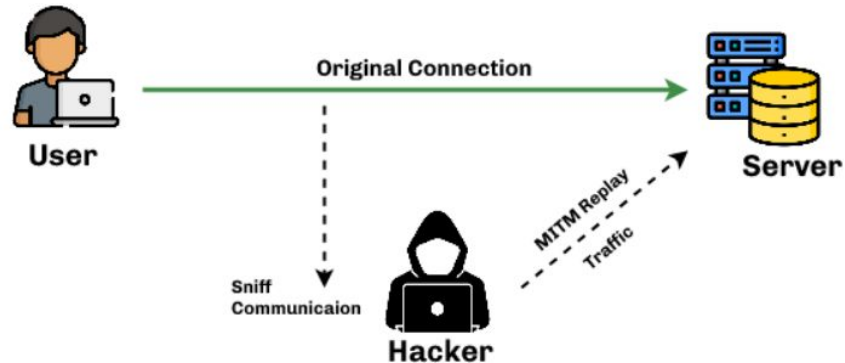 Original Connection
User
Server
MITM Replay
Traffic
Sniff
Communicaion
Hacker